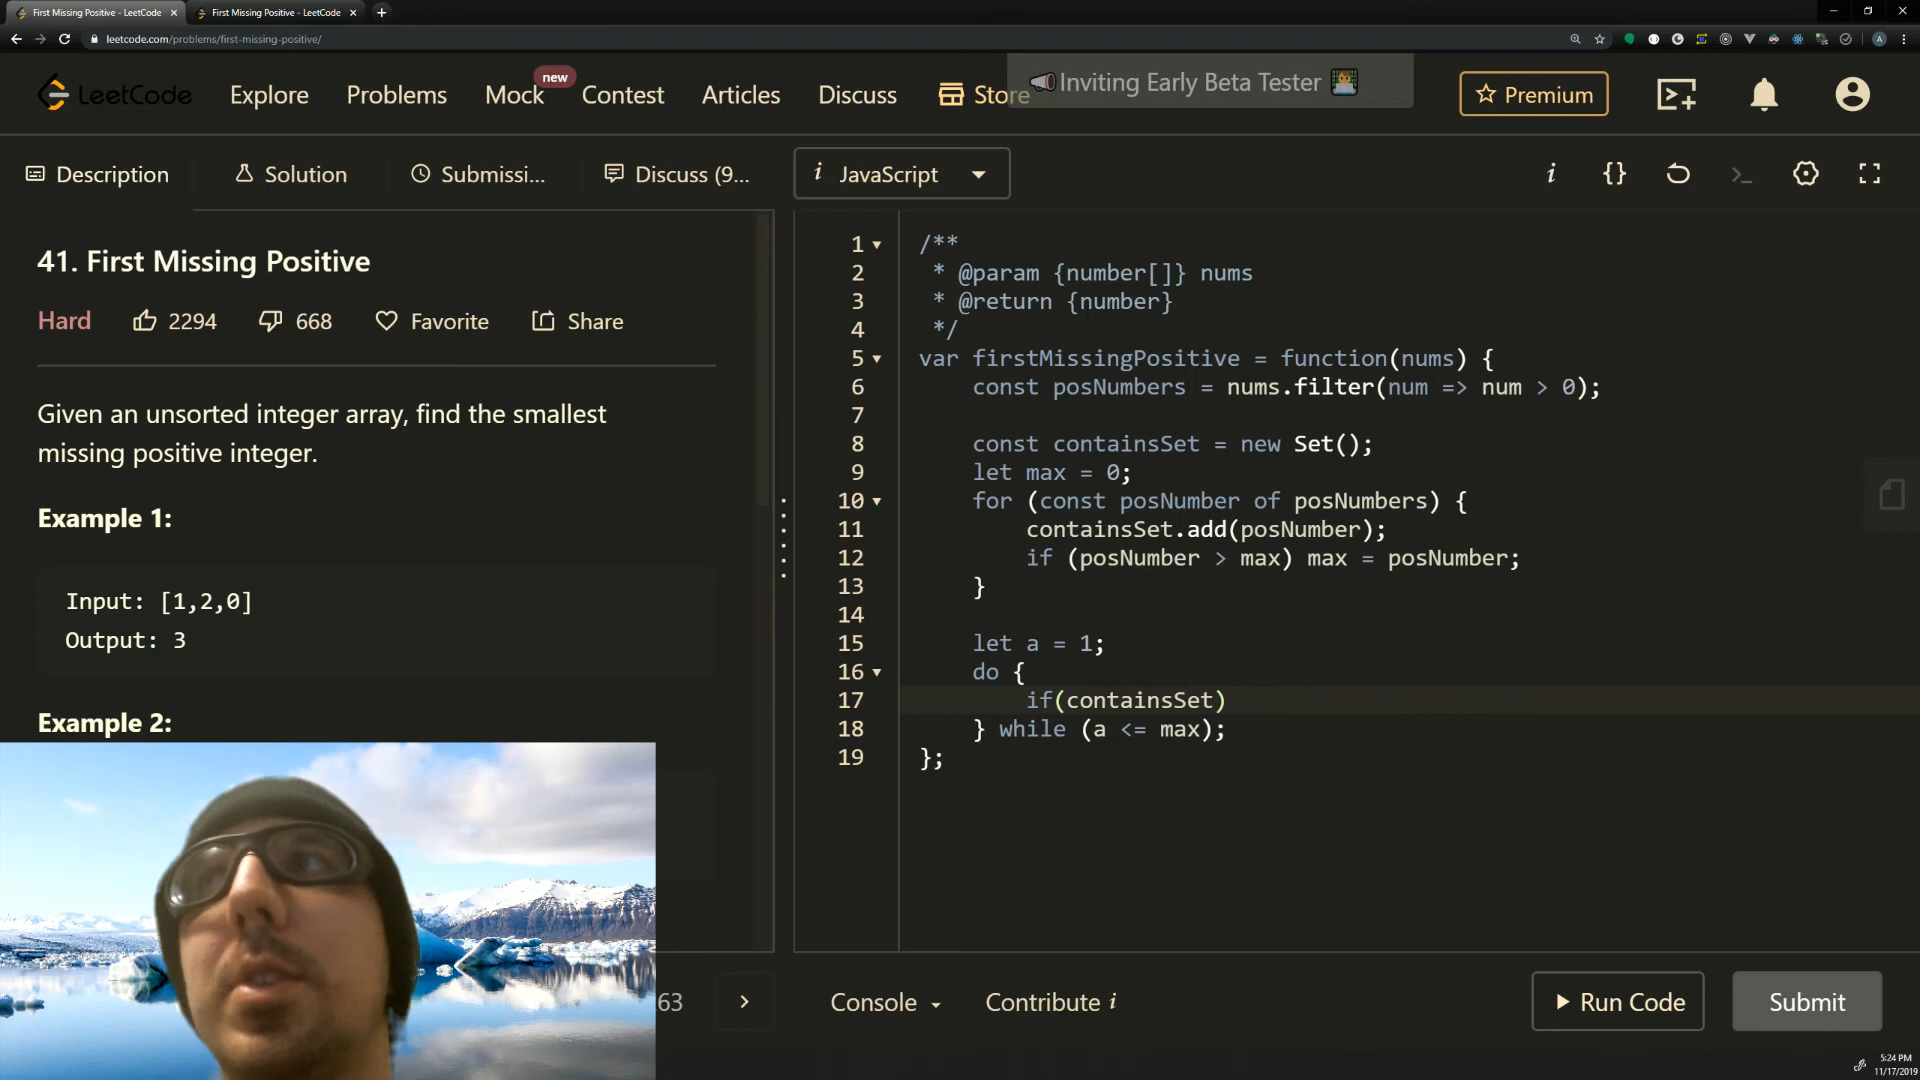 First Missing Positive - LeetCode
First Missing Positive - LeetCode
leetcode.com/problems/first-missing-positive/
LeetCode
Explore
Problems
Mock
new
Contest
Articles
Discuss
Store
📣Inviting Early Beta Tester 👨‍💻
Premium
Description
Solution
Submissi...
Discuss (9...
i JavaScript
i
{}
41. First Missing Positive
Hard
2294
668
Favorite
Share
Given an unsorted integer array, find the smallest
missing positive integer.
Example 1:
Input: [1,2,0]
Output: 3
Example 2:
1 /**
2 * @param {number[]} nums
3 * @return {number}
4 */
5 var firstMissingPositive = function(nums) {
6 const posNumbers = nums.filter(num => num > 0);
7
8 const containsSet = new Set();
9 let max = 0;
10 for (const posNumber of posNumbers) {
11 containsSet.add(posNumber);
12 if (posNumber > max) max = posNumber;
13 }
14
15 let a = 1;
16 do {
17 if(containsSet)
18 } while (a <= max);
19 };
63
Console
Contribute i
Run Code
Submit
5:24 PM
11/17/2019